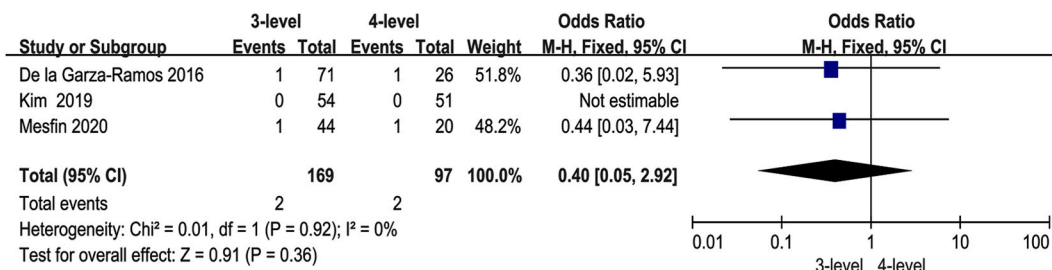 3-level 4-level Odds Ratio Odds Ratio
Study or Subgroup Events Total Events Total Weight M-H, Fixed, 95% CI M-H, Fixed, 95% CI
De la Garza-Ramos 2016 1 71 1 26 51.8% 0.36 [0.02, 5.93]
Kim 2019 0 54 0 51 Not estimable
Mesfin 2020 1 44 1 20 48.2% 0.44 [0.03, 7.44]
Total (95% CI) 169 97 100.0% 0.40 [0.05, 2.92]
Total events 2 2
Heterogeneity: Chi² = 0.01, df = 1 (P = 0.92); I² = 0%
Test for overall effect: Z = 0.91 (P = 0.36)
0.01 0.1 1 10 100
3-level 4-level